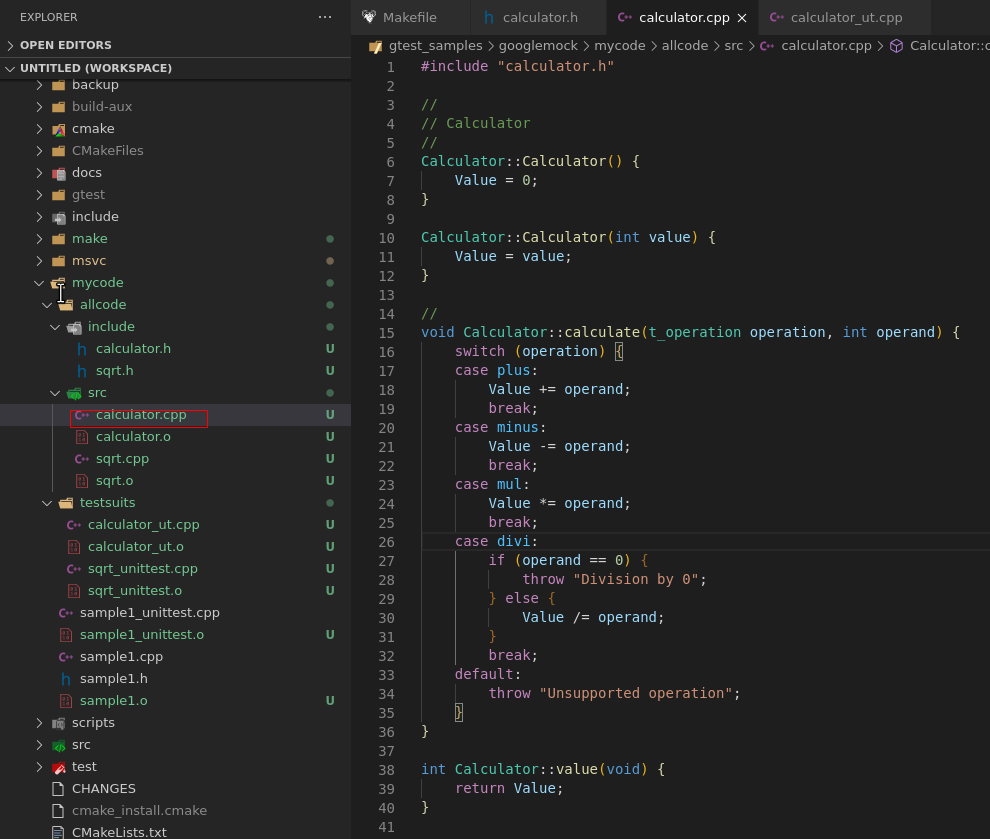 EXPLORER ···
OPEN EDITORS
UNTITLED (WORKSPACE)
backup
build-aux
cmake
CMakeFiles
docs
gtest
include
make
msvc
mycode
allcode
include
h calculator.h U
h sqrt.h U
src
C++ calculator.cpp U
calculator.o U
C++ sqrt.cpp U
sqrt.o U
testsuits
C++ calculator_ut.cpp U
calculator_ut.o U
C++ sqrt_unittest.cpp U
sqrt_unittest.o U
C++ sample1_unittest.cpp
sample1_unittest.o U
C++ sample1.cpp
h sample1.h
sample1.o U
scripts
src
test
CHANGES
cmake_install.cmake
CMakeLists.txt
Makefile h calculator.h C++ calculator.cpp × C++ calculator_ut.cpp
gtest_samples > googlemock > mycode > allcode > src > C++ calculator.cpp > Calculator::c
1 #include "calculator.h"
2
3 //
4 // Calculator
5 //
6 Calculator::Calculator() {
7     Value = 0;
8 }
9
10 Calculator::Calculator(int value) {
11     Value = value;
12 }
13
14 //
15 void Calculator::calculate(t_operation operation, int operand) {
16     switch (operation) {
17     case plus:
18         Value += operand;
19         break;
20     case minus:
21         Value -= operand;
22         break;
23     case mul:
24         Value *= operand;
25         break;
26     case divi:
27         if (operand == 0) {
28             throw "Division by 0";
29         } else {
30             Value /= operand;
31         }
32         break;
33     default:
34         throw "Unsupported operation";
35     }
36 }
37
38 int Calculator::value(void) {
39     return Value;
40 }
41